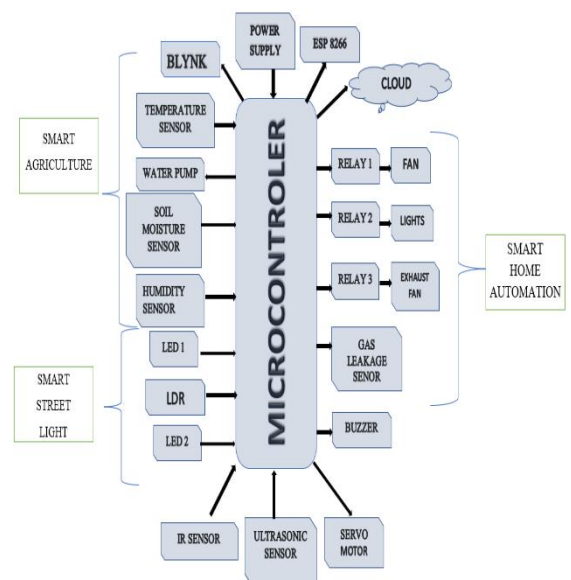 BLYNK
POWER
SUPPLY
ESP 8266
CLOUD
TEMPERATURE
SENSOR
WATER PUMP
SOIL
MOISTURE
SENSOR
HUMIDITY
SENSOR
SMART
AGRICULTURE
LED 1
LDR
LED 2
SMART
STREET
LIGHT
MICROCONTROLER
RELAY 1
FAN
RELAY 2
LIGHTS
RELAY 3
EXHAUST
FAN
GAS
LEAKAGE
SENOR
SMART
HOME
AUTOMATION
BUZZER
IR SENSOR
ULTRASONIC
SENSOR
SERVO
MOTOR